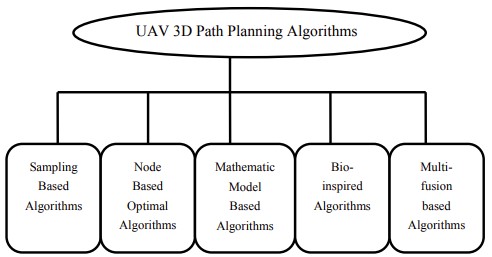 UAV 3D Path Planning Algorithms
Sampling
Based
Algorithms
Node
Based
Optimal
Algorithms
Mathematic
Model
Based
Algorithms
Bio-
inspired
Algorithms
Multi-
fusion
based
Algorithms